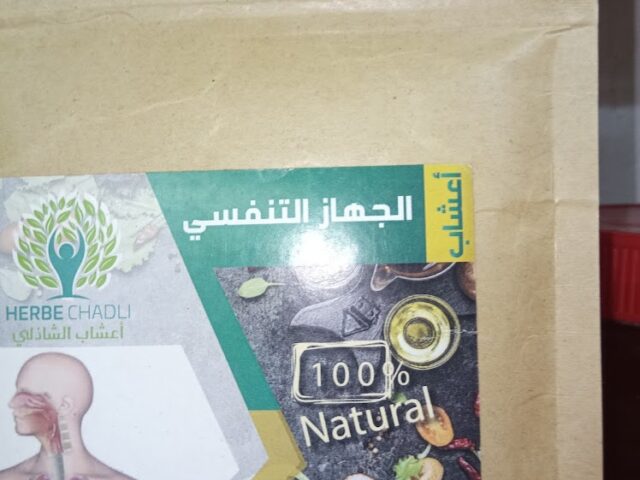 أعشاب
الجهاز التنفسي
HERBE CHADLI
أعشاب الشاذلي
100%
Natural